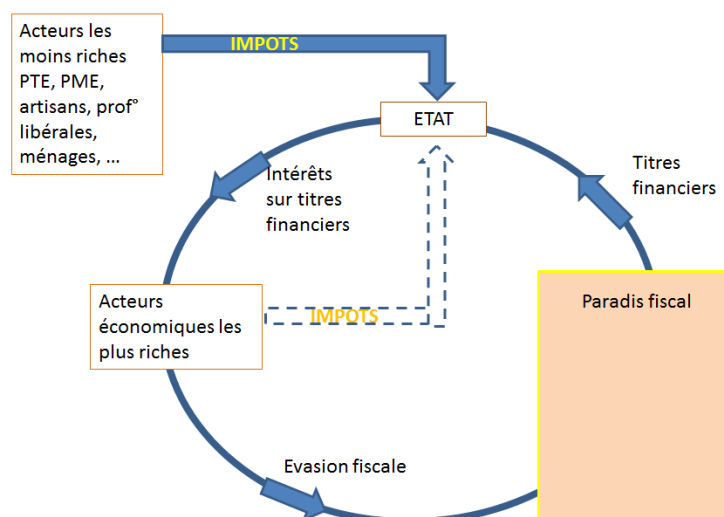 Acteurs les
moins riches
PTE, PME,
artisans, prof°
libérales,
ménages, ...
IMPOTS
ETAT
Intérêts
sur titres
financiers
Titres
financiers
Acteurs
économiques les
plus riches
IMPOTS
Paradis fiscal
Evasion fiscale